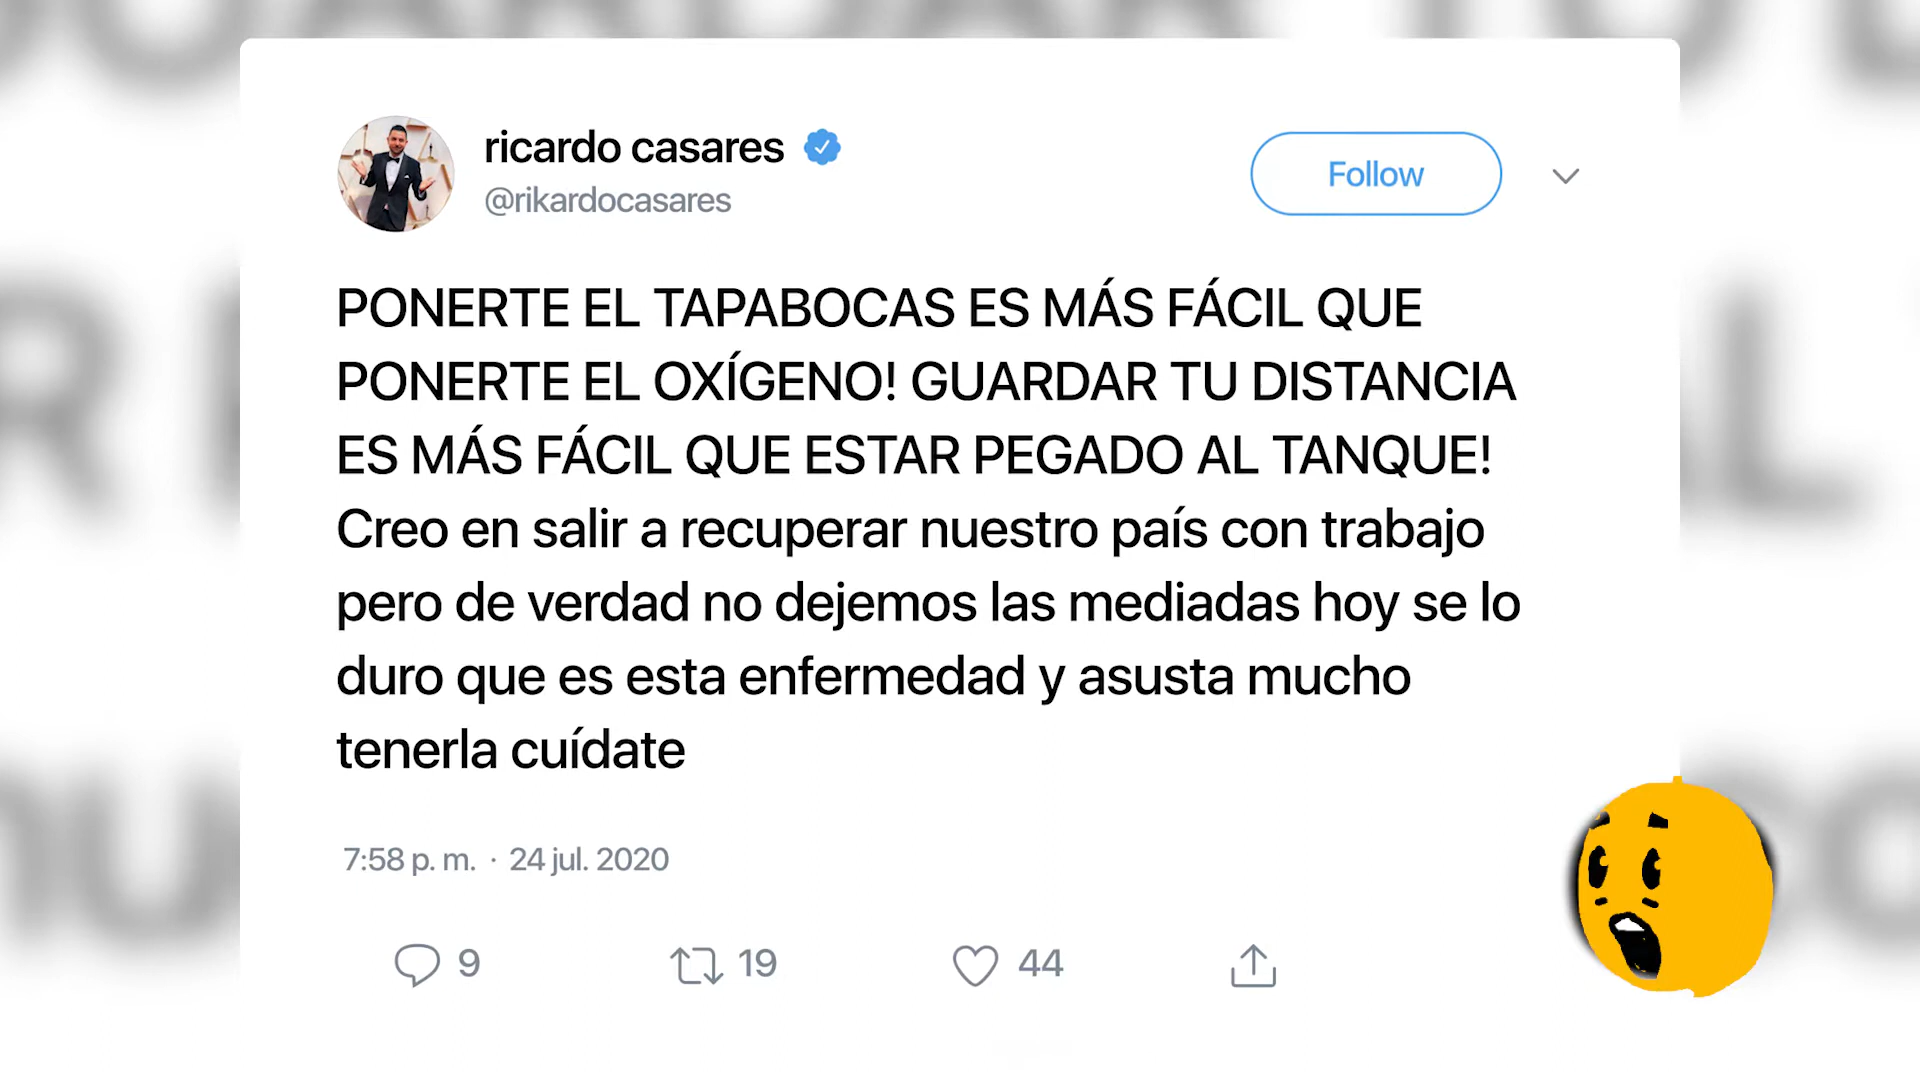 ricardo casares
@rikardocasares
Follow
PONERTE EL TAPABOCAS ES MÁS FÁCIL QUE
PONERTE EL OXÍGENO! GUARDAR TU DISTANCIA
ES MÁS FÁCIL QUE ESTAR PEGADO AL TANQUE!
Creo en salir a recuperar nuestro país con trabajo
pero de verdad no dejemos las mediadas hoy se lo
duro que es esta enfermedad y asusta mucho
tenerla cuídate
7:58 p. m. · 24 jul. 2020
9 19 44